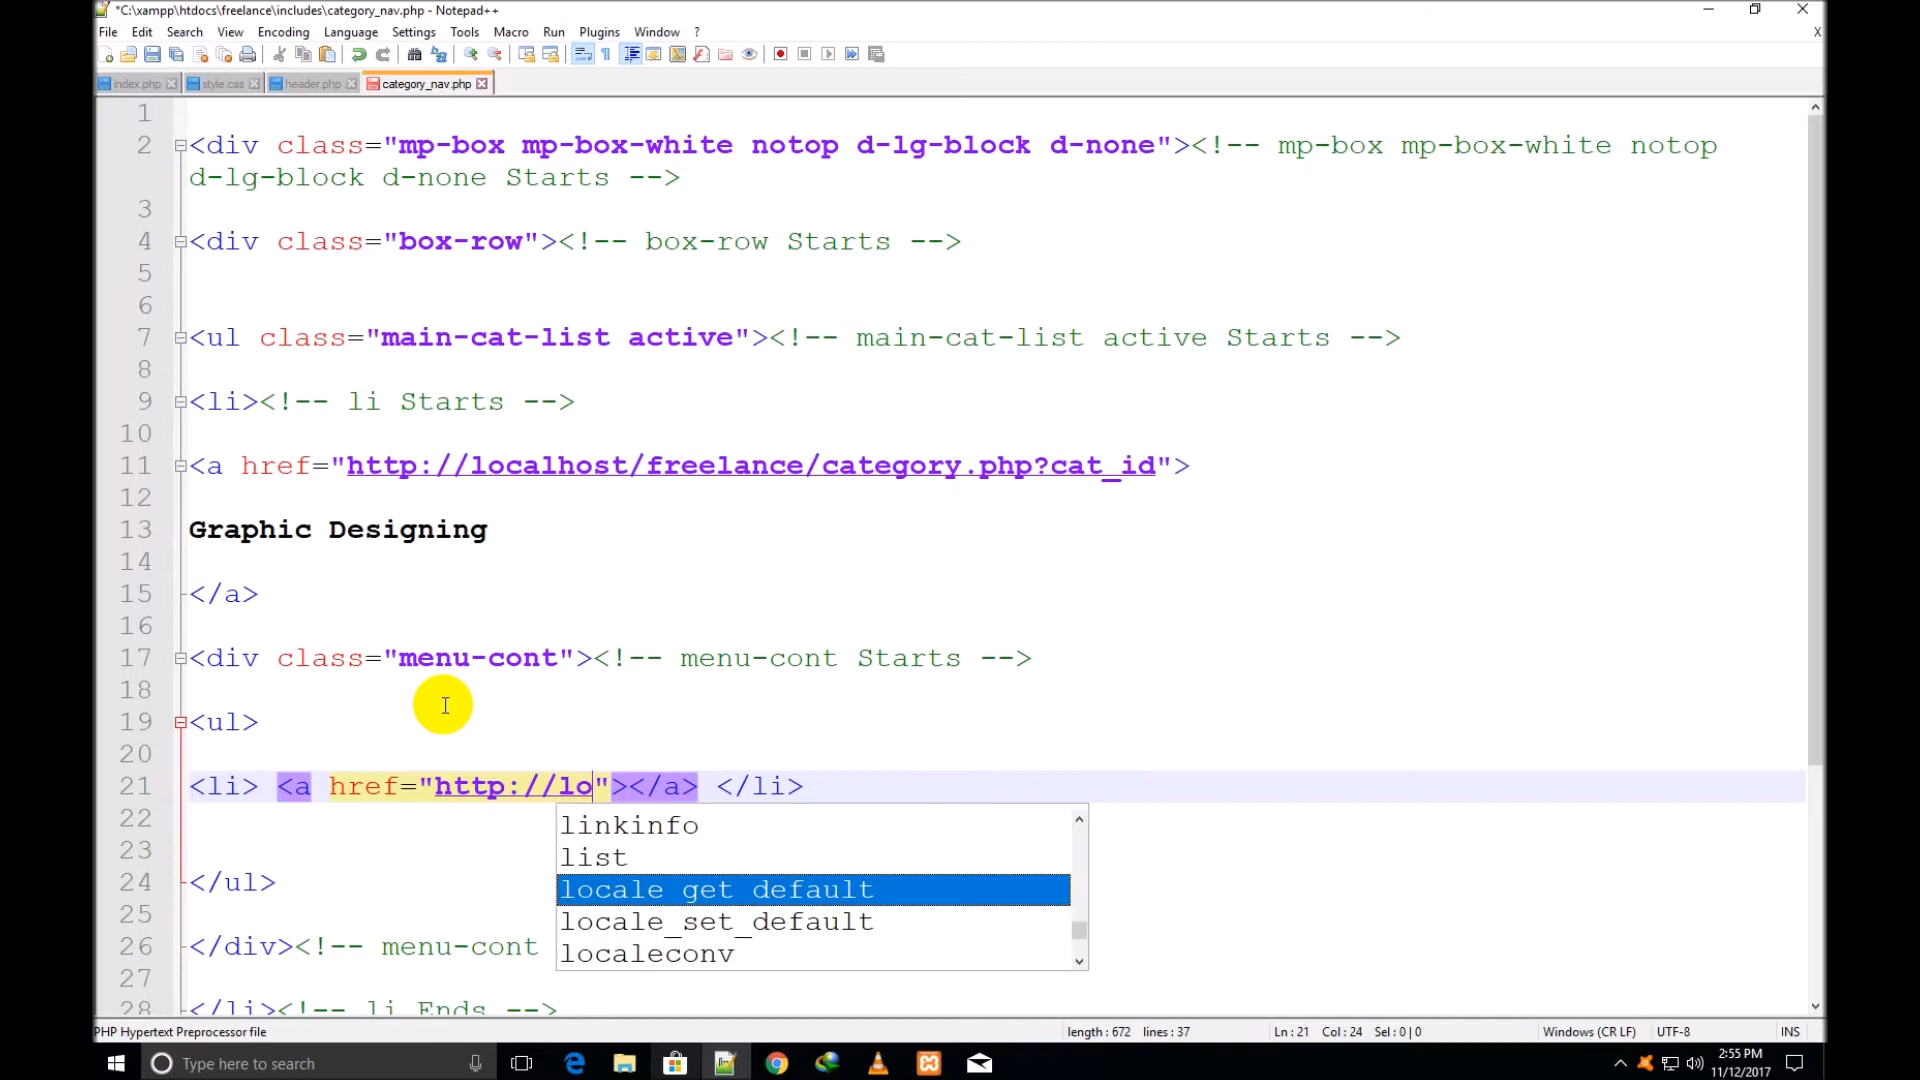 *C:\xampp\htdocs\freelance\includes\category_nav.php - Notepad++
File Edit Search View Encoding Language Settings Tools Macro Run Plugins Window ? X
index.php style.css header.php category_nav.php
1
2 <div class="mp-box mp-box-white notop d-lg-block d-none"><!-- mp-box mp-box-white notop
d-lg-block d-none Starts -->
3
4 <div class="box-row"><!-- box-row Starts -->
5
6
7 <ul class="main-cat-list active"><!-- main-cat-list active Starts -->
8
9 <li><!-- li Starts -->
10
11 <a href="http://localhost/freelance/category.php?cat_id">
12
13 Graphic Designing
14
15 </a>
16
17 <div class="menu-cont"><!-- menu-cont Starts -->
18
19 <ul>
20
21 <li> <a href="http://lo"></a> </li>
22 linkinfo
23 list
24 </ul> locale_get_default
25 locale_set_default
26 </div><!-- menu-cont localeconv
27
28 </li><!-- li Ends -->
PHP Hypertext Preprocessor file length : 672 lines : 37 Ln : 21 Col : 24 Sel : 0 | 0 Windows (CR LF) UTF-8 INS
Type here to search 2:55 PM
11/12/2017